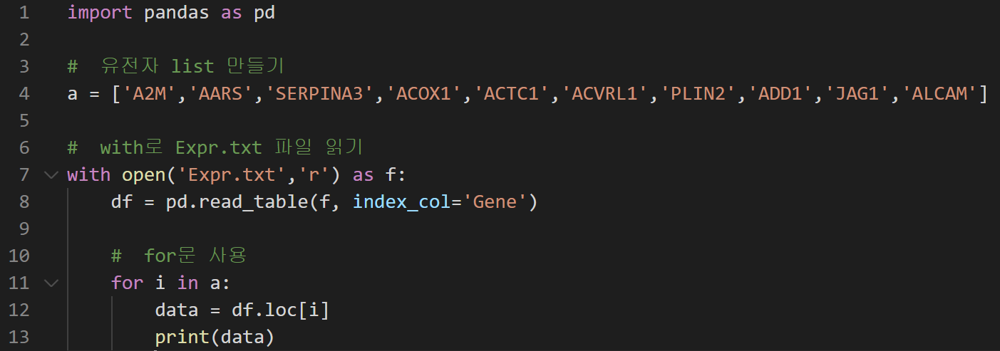 1 import pandas as pd
2
3 #  유전자 list 만들기
4 a = ['A2M','AARS','SERPINA3','ACOX1','ACTC1','ACVRL1','PLIN2','ADD1','JAG1','ALCAM']
5
6 #  with로 Expr.txt 파일 읽기
7 with open('Expr.txt','r') as f:
8     df = pd.read_table(f, index_col='Gene')
9
10     #  for문 사용
11     for i in a:
12         data = df.loc[i]
13         print(data)